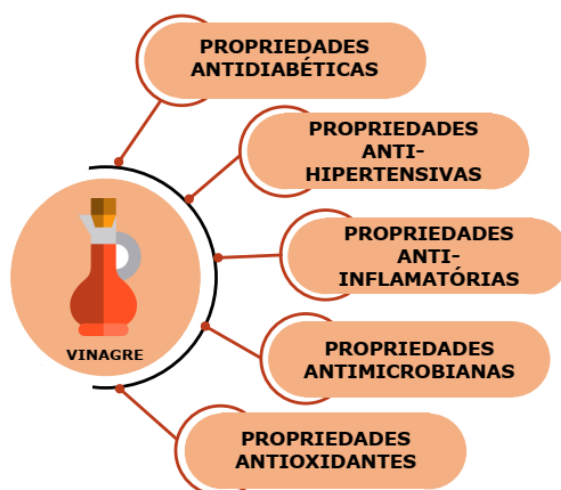 PROPRIEDADES
ANTIDIABÉTICAS
PROPRIEDADES
ANTI-
HIPERTENSIVAS
PROPRIEDADES
ANTI-
INFLAMATÓRIAS
VINAGRE
PROPRIEDADES
ANTIMICROBIANAS
PROPRIEDADES
ANTIOXIDANTES